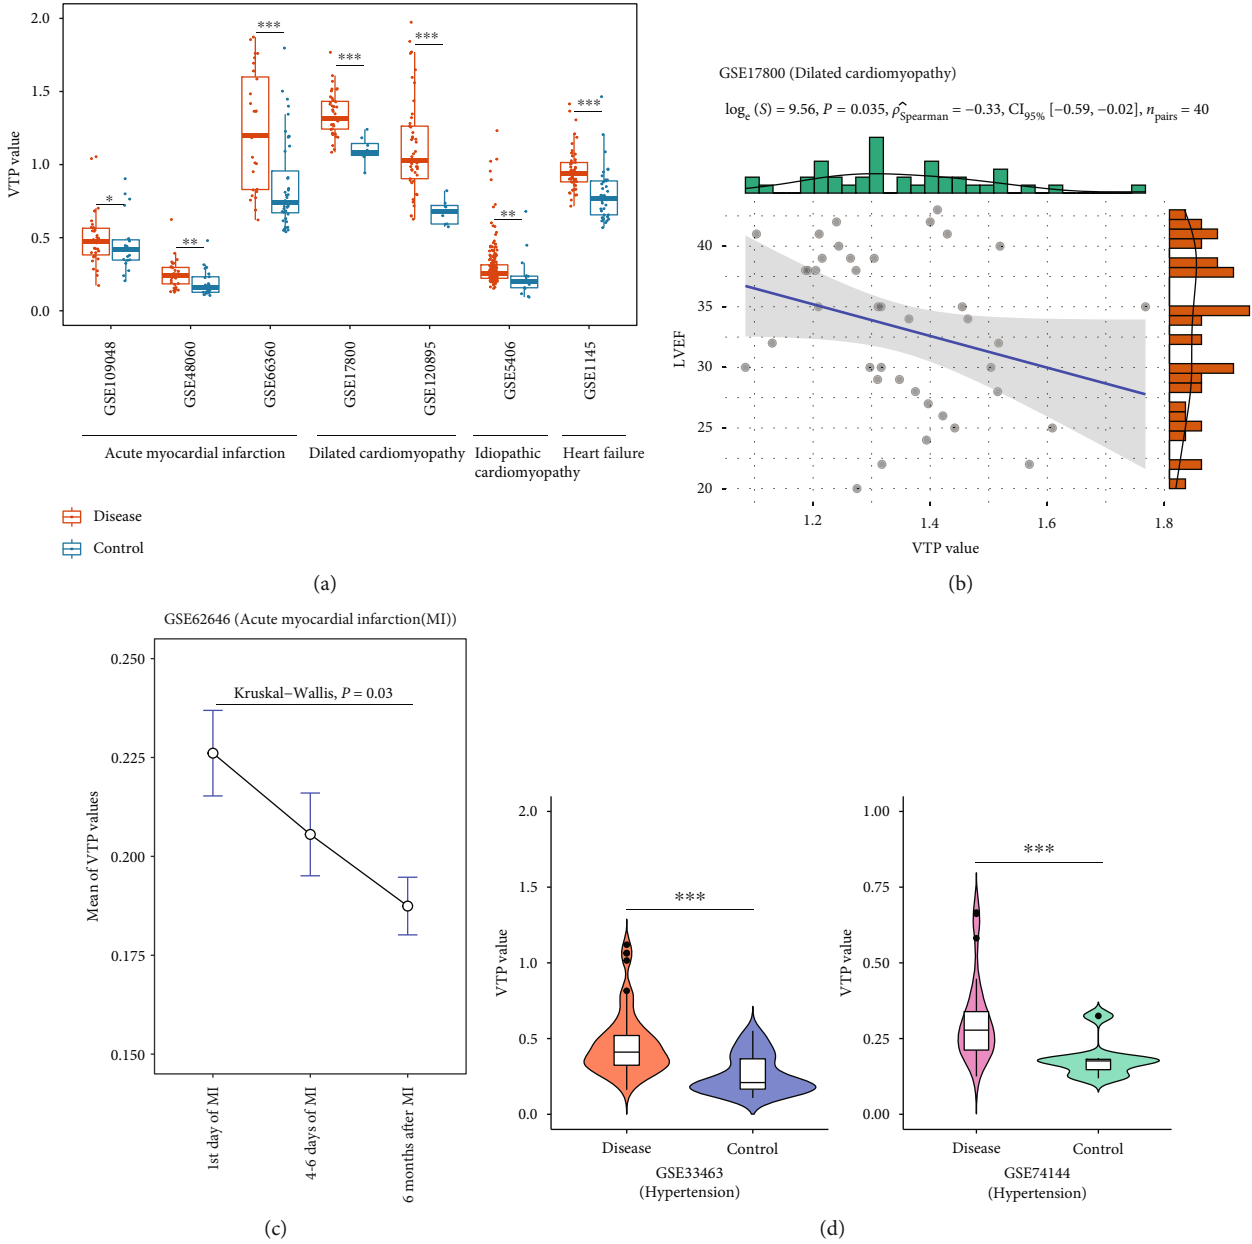 2.0
1.5
1.0
0.5
0.0
VTP value
***
***
***
***
*
**
**
GSE109048
GSE48060
GSE66360
GSE17800
GSE120895
GSE5406
GSE1145
Acute myocardial infarction
Dilated cardiomyopathy
Idiopathic
cardiomyopathy
Heart failure
Disease
Control
(a)
GSE17800 (Dilated cardiomyopathy)
log_e (S) = 9.56, P = 0.035, ρ̂_Spearman = −0.33, CI_95% [−0.59, −0.02], n_pairs = 40
40
35
30
25
20
LVEF
1.2
1.4
1.6
1.8
VTP value
(b)
GSE62646 (Acute myocardial infarction(MI))
Kruskal−Wallis, P = 0.03
0.250
0.225
0.200
0.175
0.150
Mean of VTP values
1st day of MI
4-6 days of MI
6 months after MI
(c)
2.0
1.5
1.0
0.5
0.0
VTP value
***
Disease
Control
GSE33463
(Hypertension)
1.00
0.75
0.50
0.25
0.00
VTP value
***
Disease
Control
GSE74144
(Hypertension)
(d)